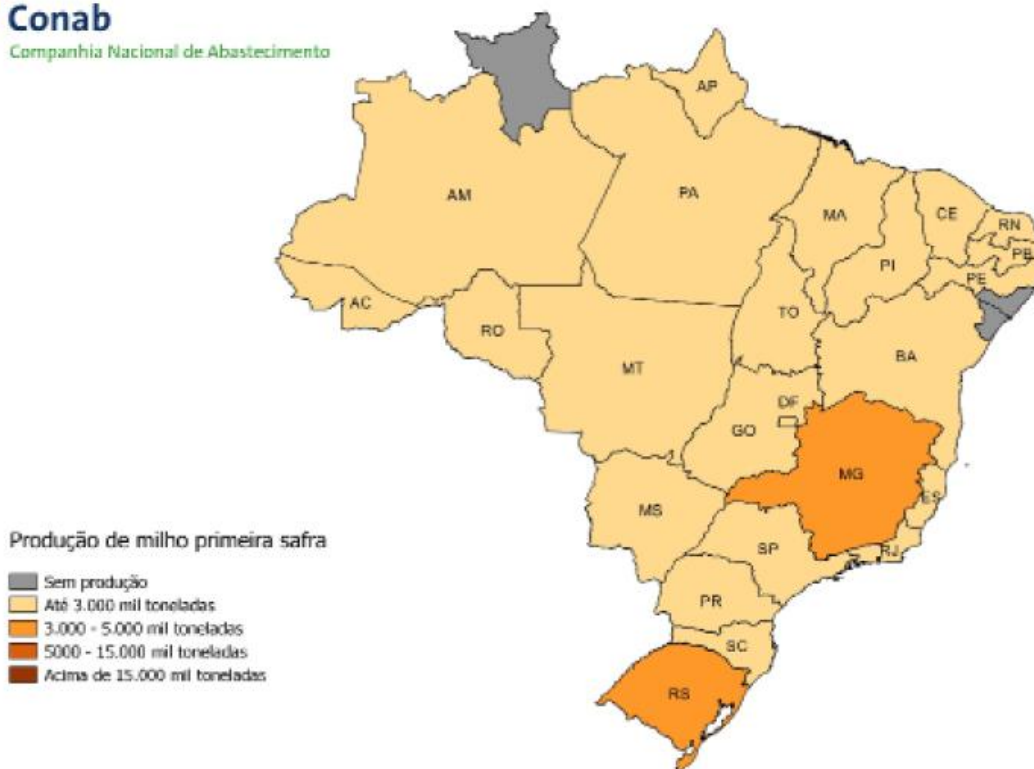 Conab
Companhia Nacional de Abastecimento
AP
AM
PA
MA
CE
RN
PB
PE
PI
AC
RO
TO
BA
MT
DF
GO
MG
ES
MS
SP
RJ
PR
SC
RS
Produção de milho primeira safra
Sem produção
Até 3.000 mil toneladas
3.000 - 5.000 mil toneladas
5000 - 15.000 mil toneladas
Acima de 15.000 mil toneladas